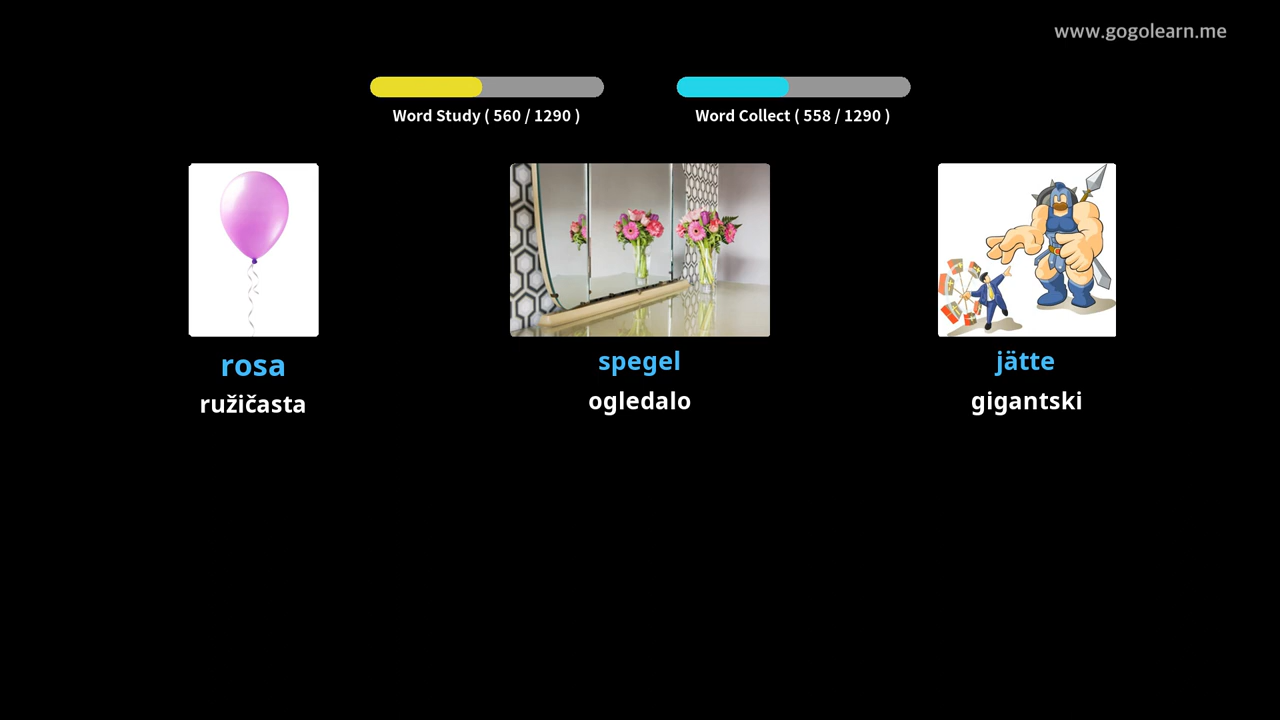 www.gogolearn.me
Word Study ( 560 / 1290 )
Word Collect ( 558 / 1290 )
rosa
ružičasta
spegel
ogledalo
jätte
gigantski